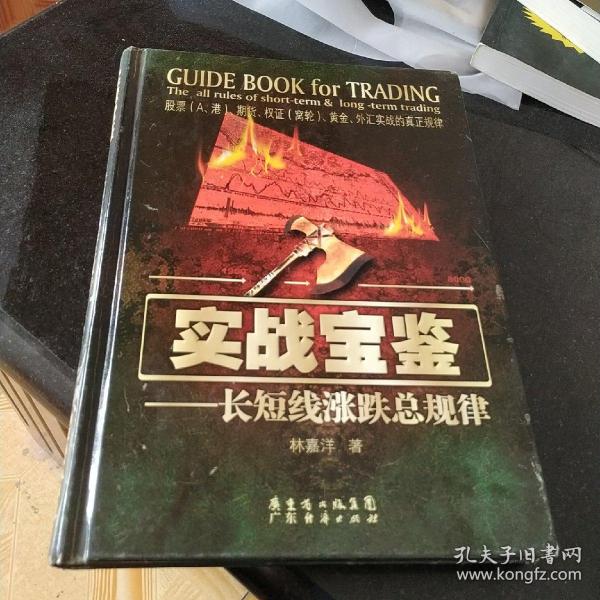 GUIDE BOOK for TRADING
The all rules of short-term & long-term trading
股票(A、港)、期货、权证(窝轮)、黄金、外汇实战的真正规律
实战宝鉴
——长短线涨跌总规律
林嘉洋 著
广东省出版集团
广东经济出版社
孔夫子旧书网
www.kongfz.com